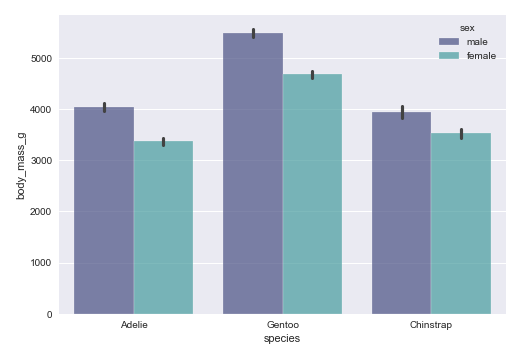 sex
male
female
5000
4000
3000
2000
1000
0
body_mass_g
Adelie
Gentoo
Chinstrap
species